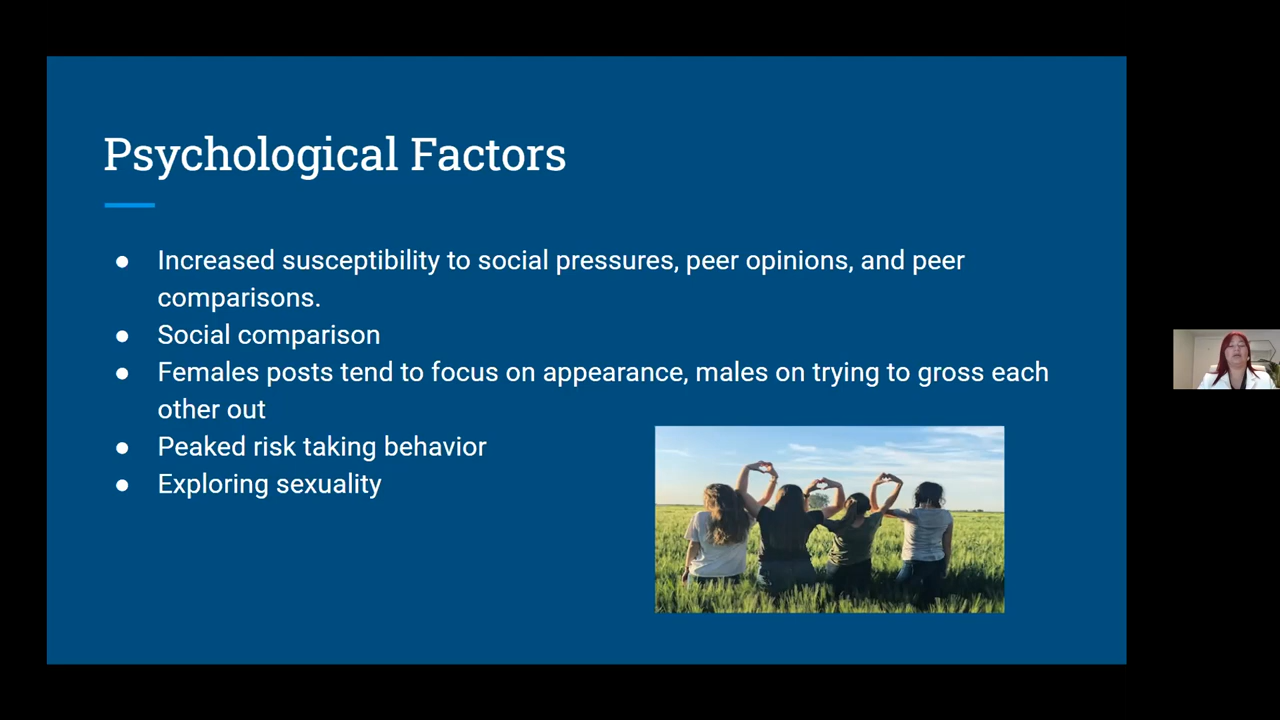 Psychological Factors
● Increased susceptibility to social pressures, peer opinions, and peer
comparisons.
● Social comparison
● Females posts tend to focus on appearance, males on trying to gross each
other out
● Peaked risk taking behavior
● Exploring sexuality